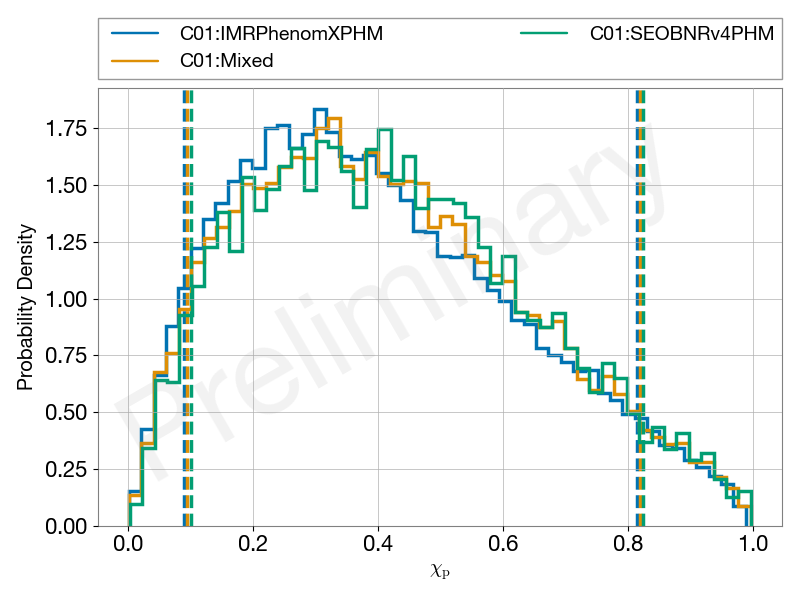 C01:IMRPhenomXPHM
C01:Mixed
C01:SEOBNRv4PHM
Probability Density
1.75
1.50
1.25
1.00
0.75
0.50
0.25
0.00
Preliminary
0.0 0.2 0.4 0.6 0.8 1.0
χp